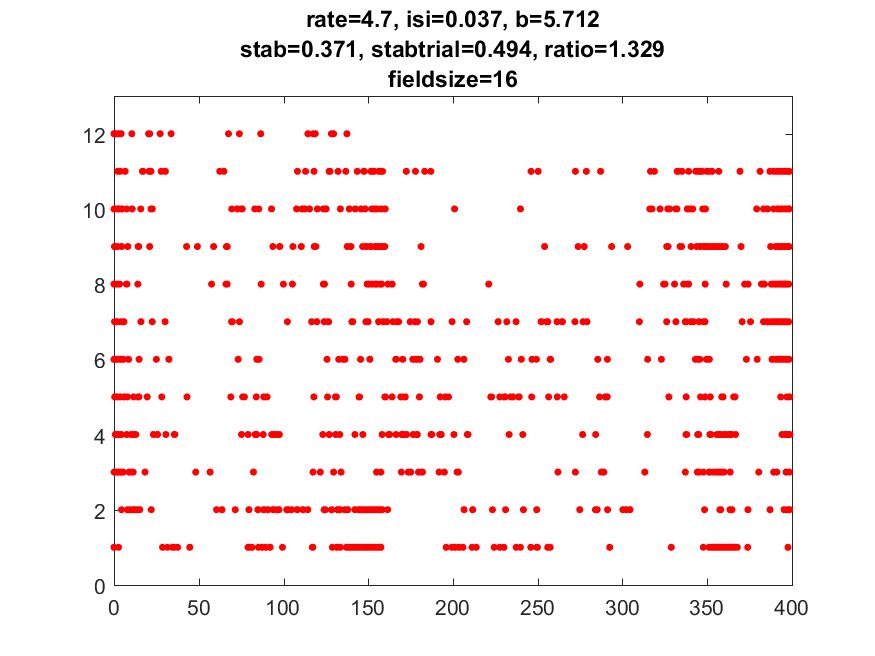 rate=4.7, isi=0.037, b=5.712
stab=0.371, stabtrial=0.494, ratio=1.329
fieldsize=16
12
10
8
6
4
2
0
0 50 100 150 200 250 300 350 400